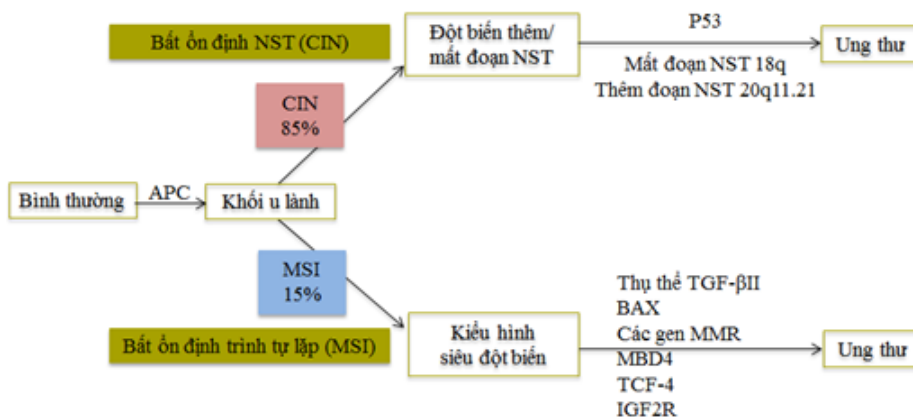 Bất ổn định NST (CIN)
Đột biến thêm/
mất đoạn NST
P53
Mất đoạn NST 18q
Thêm đoạn NST 20q11.21
Ung thư
CIN
85%
Bình thường
APC
Khối u lành
MSI
15%
Bất ổn định trình tự lặp (MSI)
Kiểu hình
siêu đột biến
Thụ thể TGF-βII
BAX
Các gen MMR
MBD4
TCF-4
IGF2R
Ung thư